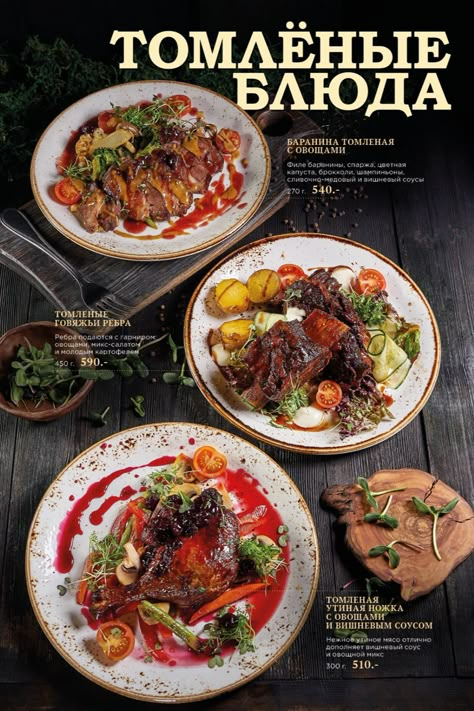 ТОМЛЁНЫЕ
БЛЮДА
БАРАНИНА ТОМЛЕНАЯ
С ОВОЩАМИ
Филе баранины, спаржа, цветная
капуста, брокколи, шампиньоны,
сливочно-медовый и вишневый соусы
270 г. 540.-
ТОМЛЕНЫЕ
ГОВЯЖЬИ РЕБРА
Ребра подаются с гарниром:
овощами, микс-салатом
и молодым картофелем
450 г. 590.-
ТОМЛЕНАЯ
УТИНАЯ НОЖКА
С ОВОЩАМИ
И ВИШНЕВЫМ СОУСОМ
Нежное утиное мясо отлично
дополняет вишневый соус
и овощной микс
300 г. 510.-